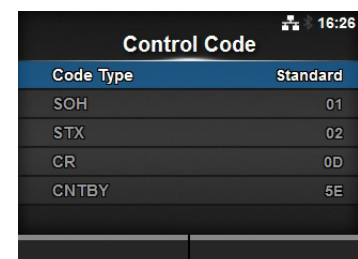 16:26
Control Code
Code Type Standard
SOH 01
STX 02
CR 0D
CNTBY 5E